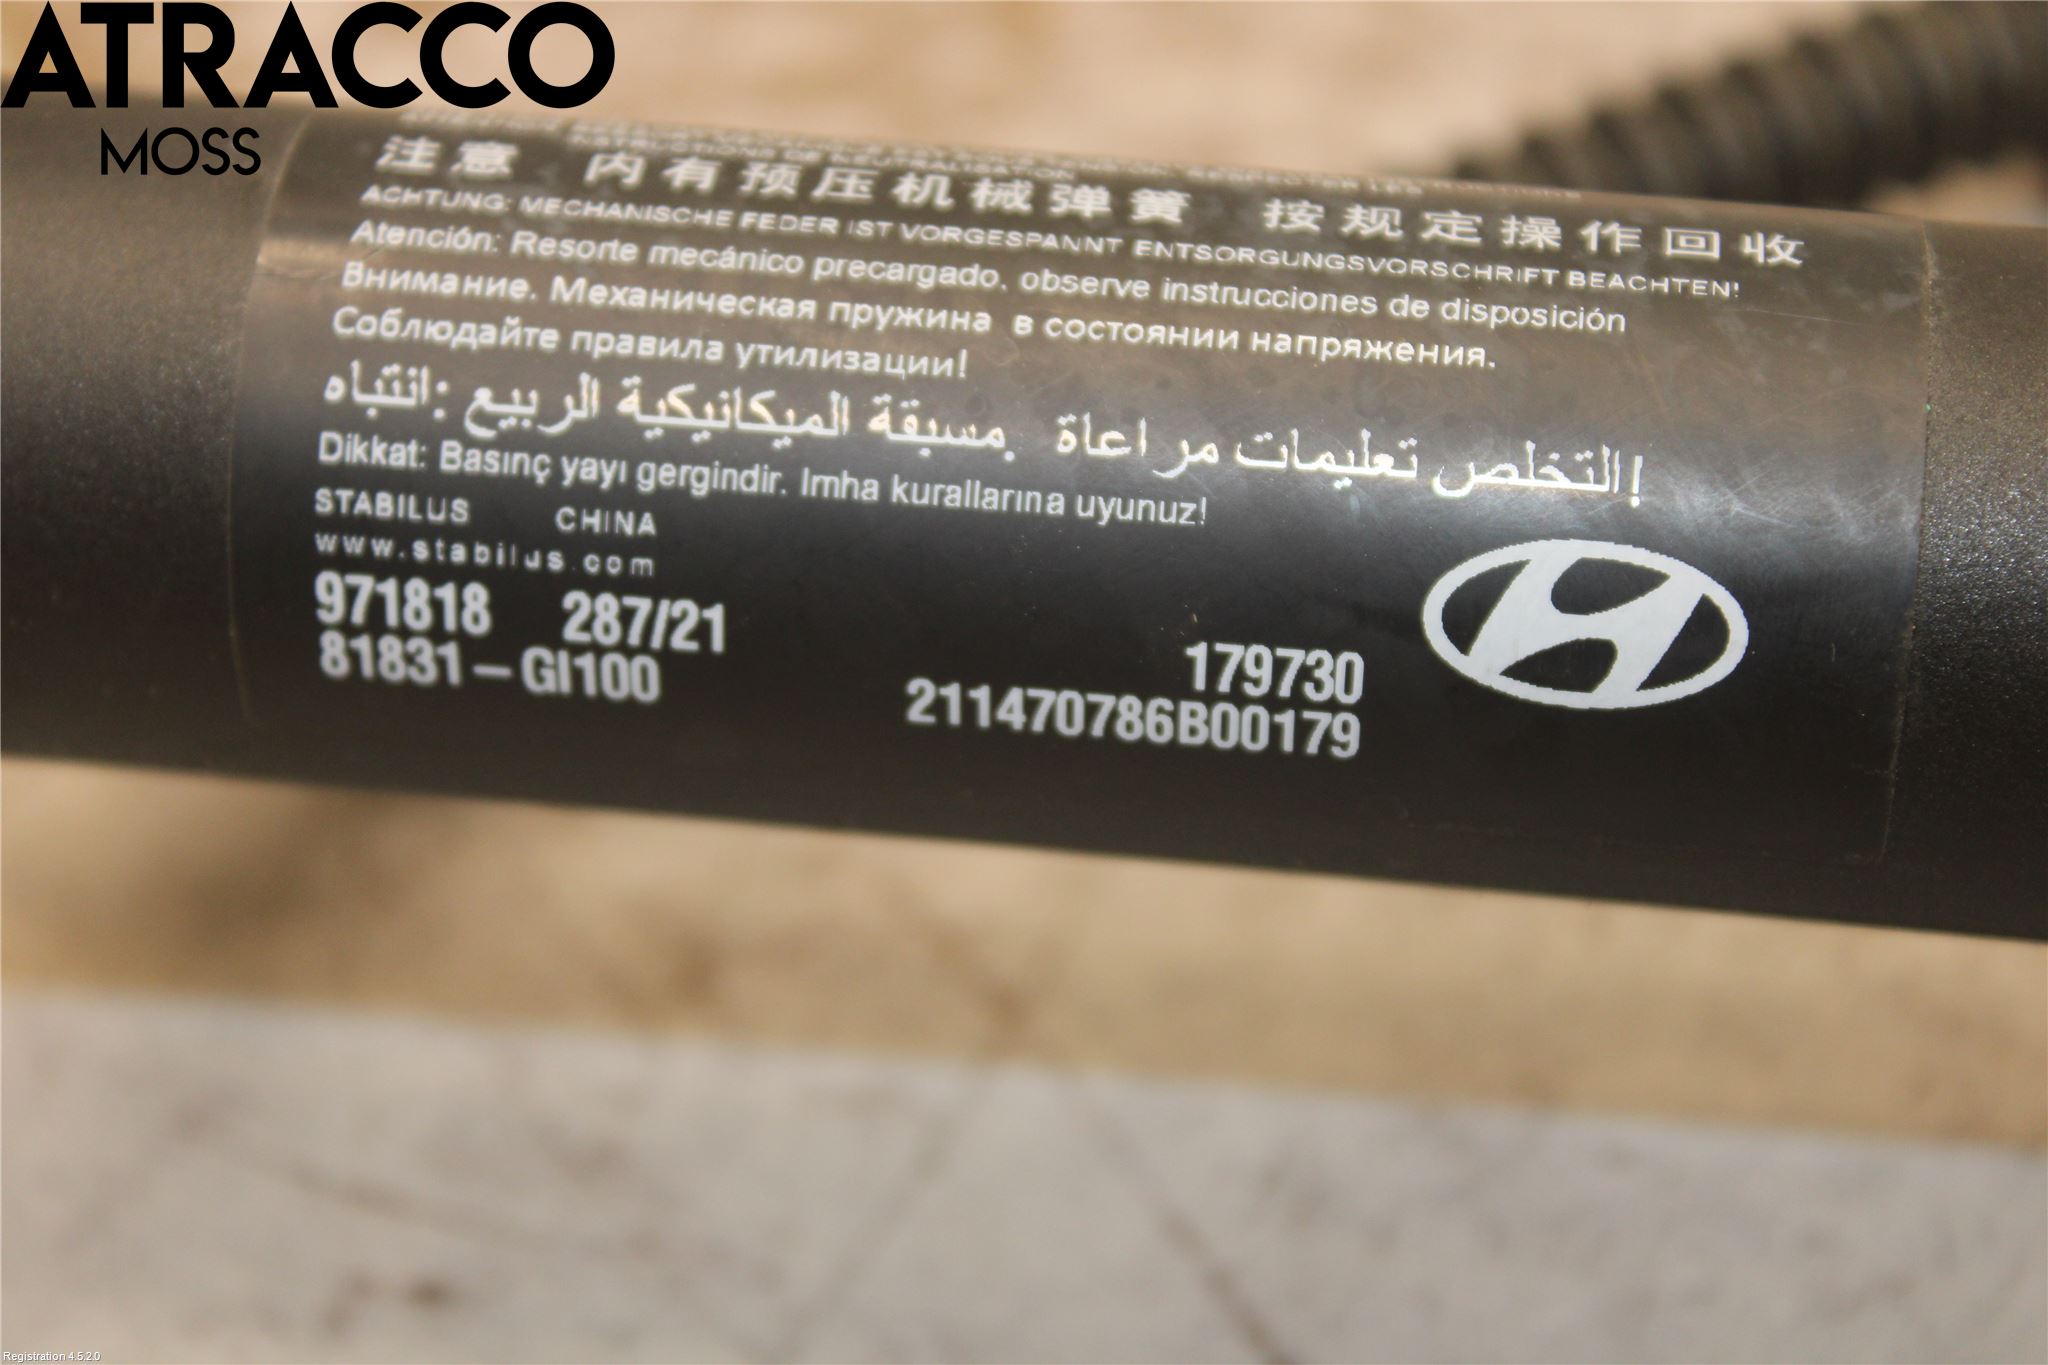 ATRACCO
MOSS
INSTRUCTIONS DE NEUTRALISATION
注意 内有预压机械弹簧 按规定操作回收
ACHTUNG: MECHANISCHE FEDER IST VORGESPANNT ENTSORGUNGSVORSCHRIFT BEACHTEN!
Atención: Resorte mecánico precargado, observe instrucciones de disposición
Внимание. Механическая пружина в состоянии напряжения.
Соблюдайте правила утилизации!
انتباه: الربيع الميكانيكية مسبقة. مراعاة تعليمات التخلص!
Dikkat: Basınç yayı gergindir. Imha kurallarına uyunuz!
STABILUS CHINA
www.stabilus.com
971818 287/21
81831-GI100
179730
211470786B00179
Registration 4.5.2.0